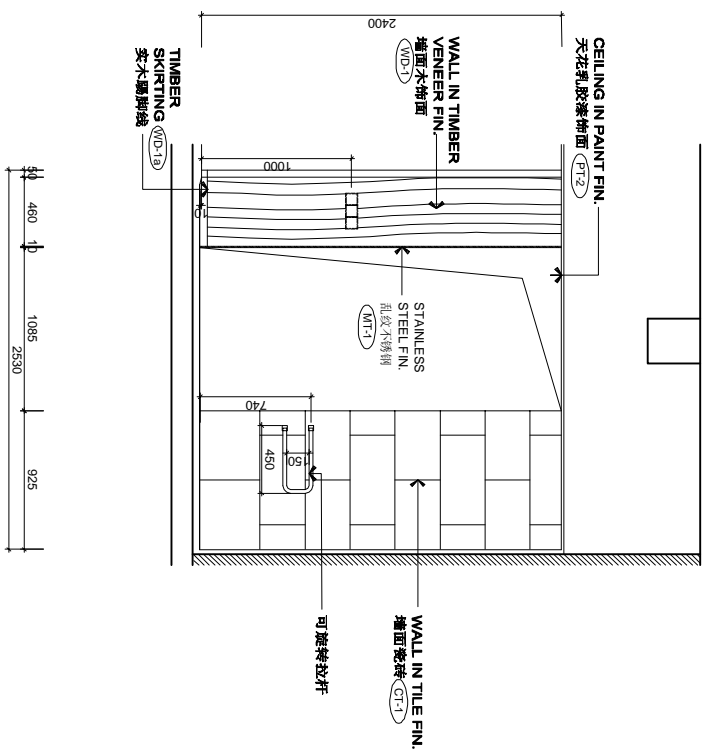 2400
CEILING IN PAINT FIN.
天花乳胶漆饰面 PT-2
WALL IN TIMBER
VENEER FIN.
墙面木饰面
WD-1
TIMBER
SKIRTING
实木踢脚线 WD-1a
1000
10
STAINLESS
STEEL FIN.
乱纹不锈钢
MT-1
740
450
150
WALL IN TILE FIN.
墙面瓷砖 CT-1
可旋转拉杆
50
460
10
1085
925
2530